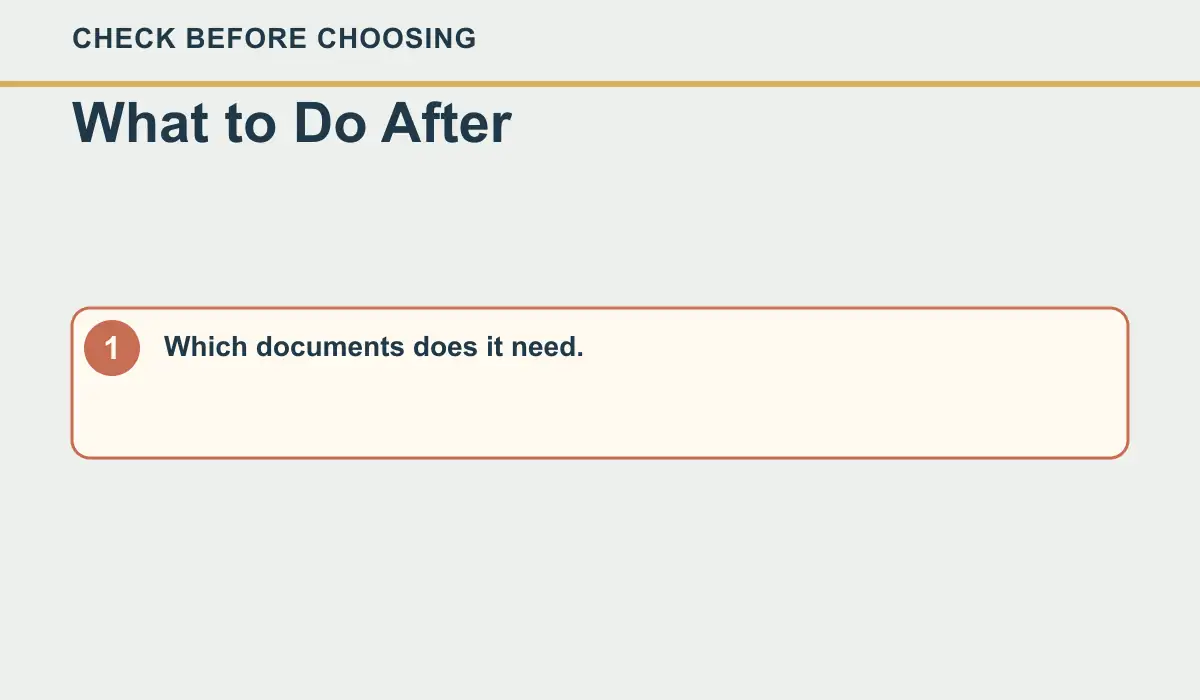 CHECK BEFORE CHOOSING
What to Do After
1 Which documents does it need.